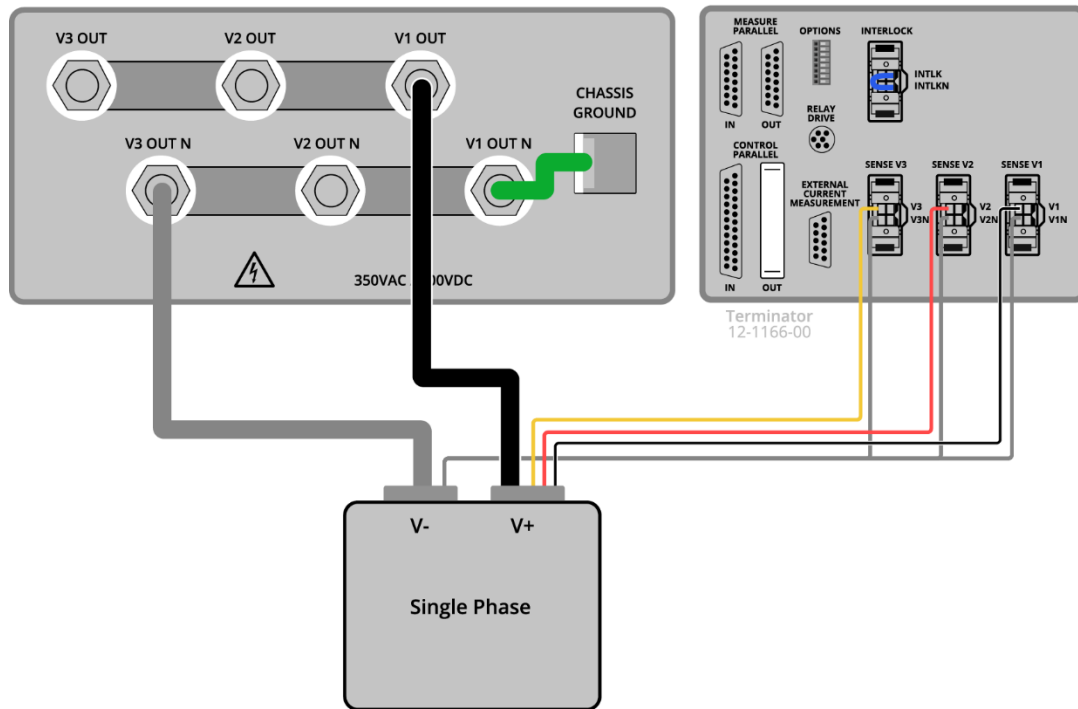 V3 OUT
V2 OUT
V1 OUT
CHASSIS
GROUND
V3 OUT N
V2 OUT N
V1 OUT N
350VAC
00VDC
MEASURE
PARALLEL
OPTIONS
INTERLOCK
INTLK
INTLKN
IN
OUT
RELAY
DRIVE
CONTROL
PARALLEL
EXTERNAL
CURRENT
MEASUREMENT
SENSE V3
SENSE V2
SENSE V1
V3
V3N
V2
V2N
V1
V1N
IN
OUT
Terminator
12-1166-00
V-
V+
Single Phase